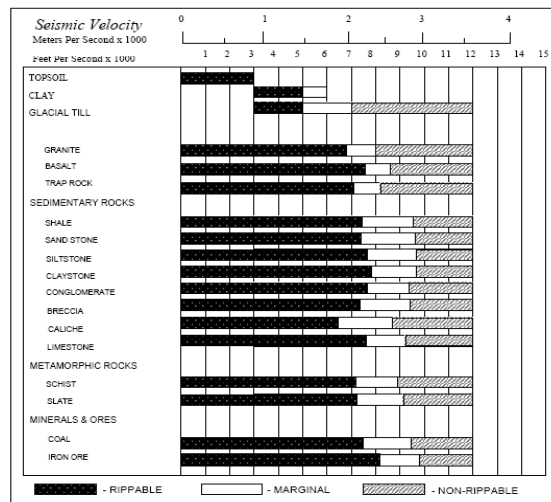 Seismic Velocity
0 1 2 3 4
Meters Per Second x 1000
1 2 3 4 5 6 7 8 9 10 11 12 13 14 15
Feet Per Second x 1000
TOPSOIL
CLAY
GLACIAL TILL
GRANITE
BASALT
TRAP ROCK
SEDIMENTARY ROCKS
SHALE
SAND STONE
SILTSTONE
CLAYSTONE
CONGLOMERATE
BRECCIA
CALICHE
LIMESTONE
METAMORPHIC ROCKS
SCHIST
SLATE
MINERALS & ORES
COAL
IRON ORE
- RIPPABLE - MARGINAL - NON-RIPPABLE